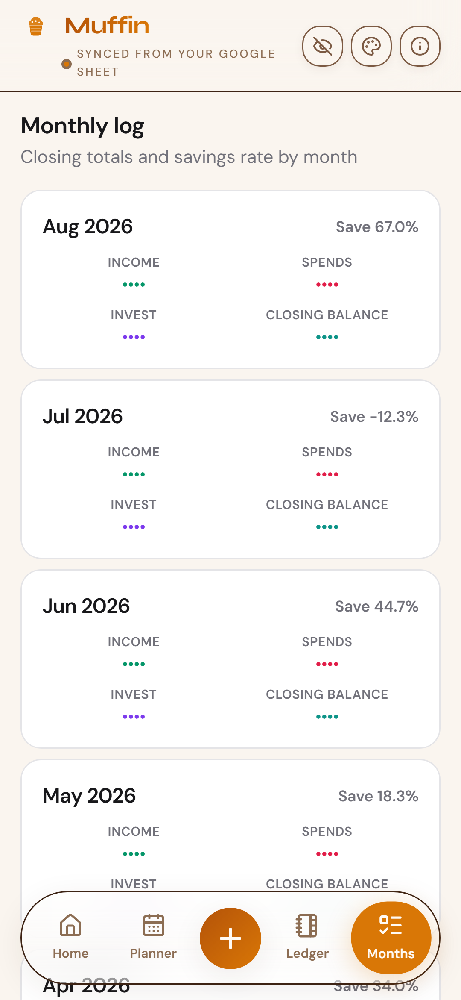 Muffin
SYNCED FROM YOUR GOOGLE
SHEET
Monthly log
Closing totals and savings rate by month
Aug 2026 Save 67.0%
INCOME SPENDS
•••• ••••
INVEST CLOSING BALANCE
•••• ••••
Jul 2026 Save -12.3%
INCOME SPENDS
•••• ••••
INVEST CLOSING BALANCE
•••• ••••
Jun 2026 Save 44.7%
INCOME SPENDS
•••• ••••
INVEST CLOSING BALANCE
•••• ••••
May 2026 Save 18.3%
INCOME SPENDS
•••• ••••
INVEST CLOSING BALANCE
Home Planner Ledger Months
Apr 2026 Save 34.0%